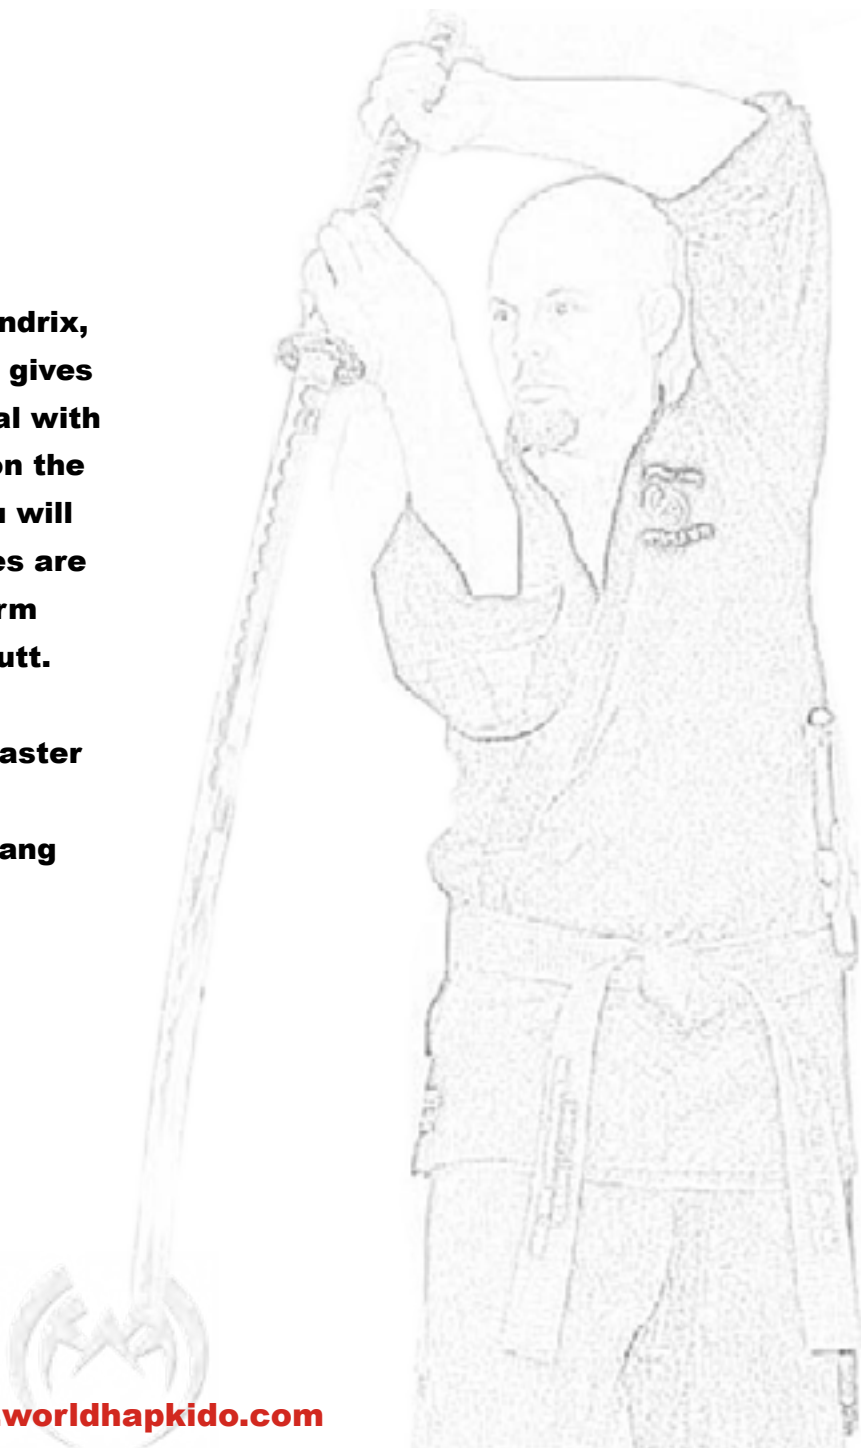 ndrix,
gives
al with
on the
u will
es are
rm
utt.
aster
ang
.worldhapkido.com